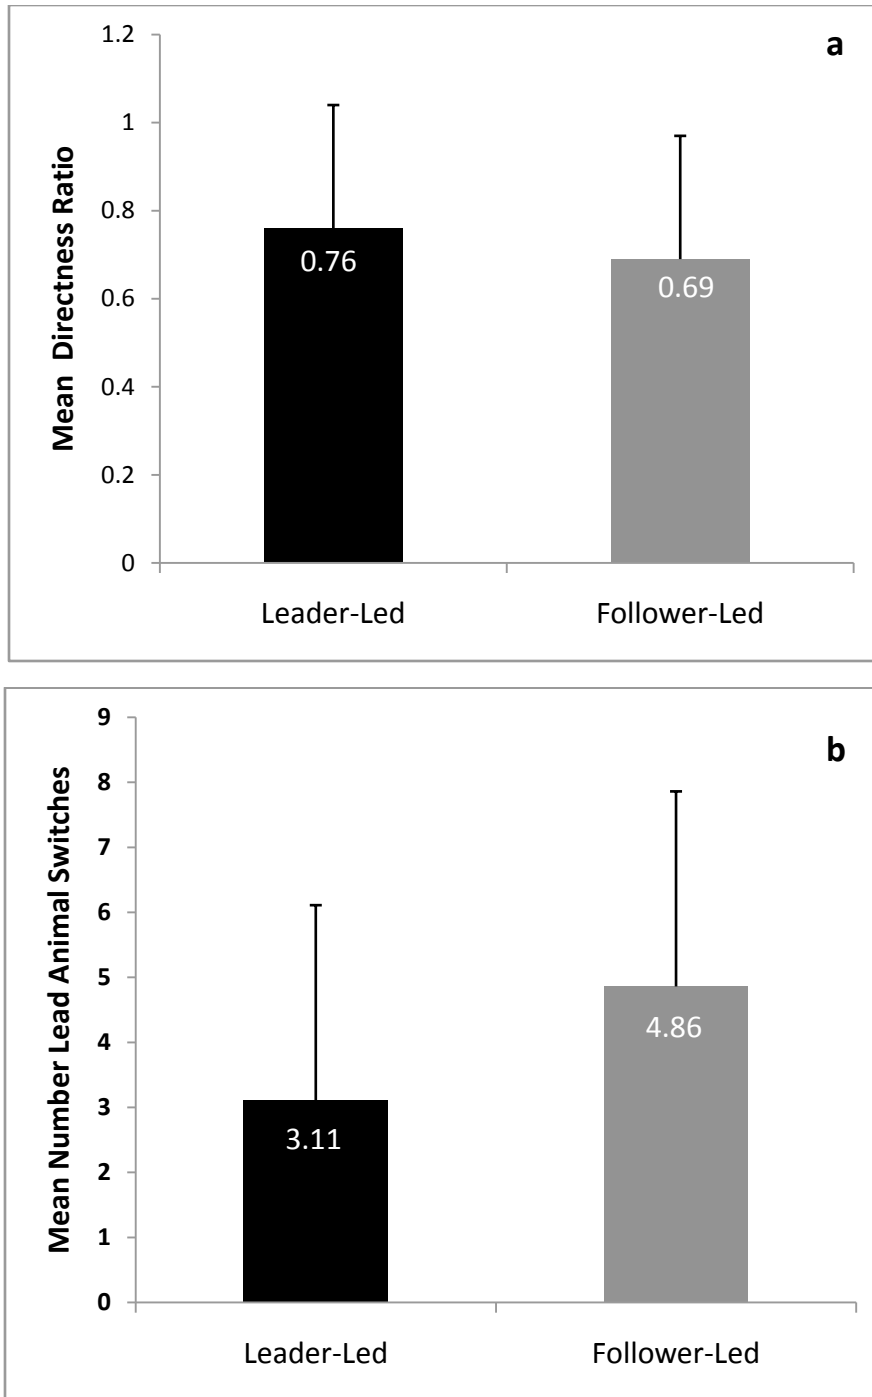 a
Mean Directness Ratio
1.2
1
0.8
0.6
0.4
0.2
0
0.76
0.69
Leader-Led
Follower-Led
b
Mean Number Lead Animal Switches
9
8
7
6
5
4
3
2
1
0
3.11
4.86
Leader-Led
Follower-Led